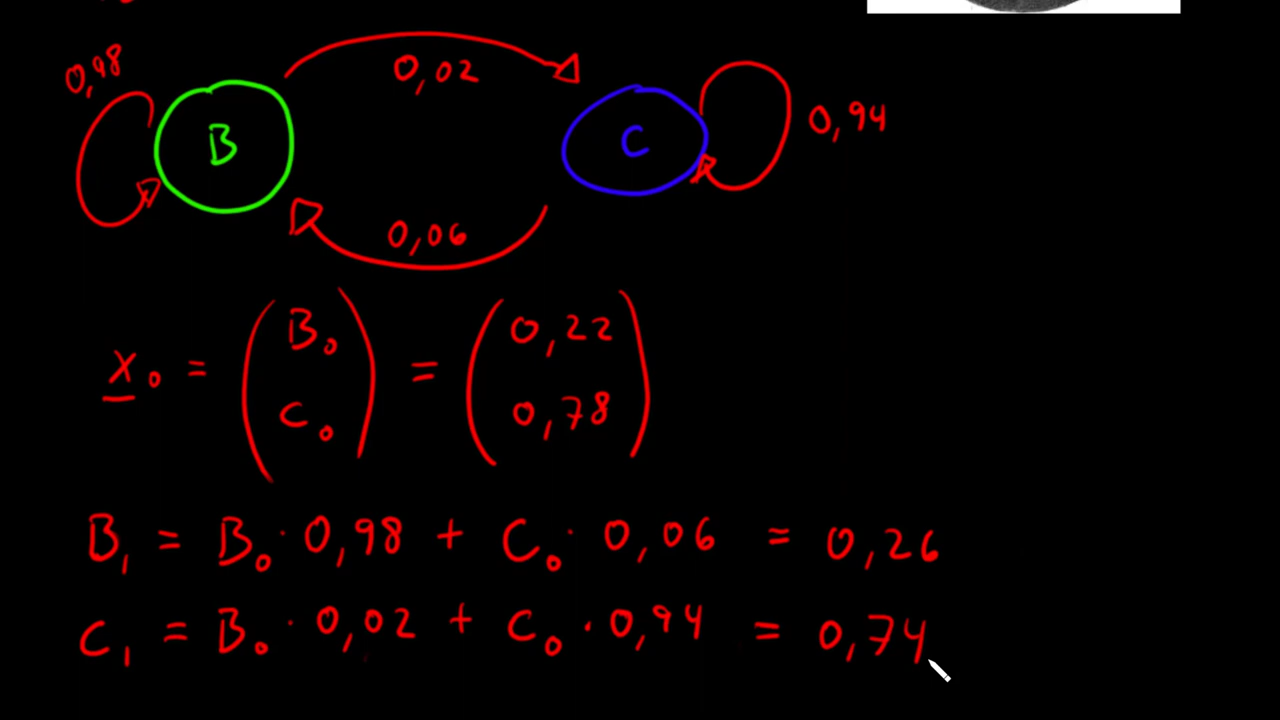 0,98
0,02
B
C
0,94
0,06
x₀ = (B₀ C₀) = (0,22 0,78)
B₁ = B₀ · 0,98 + C₀ · 0,06 = 0,26
C₁ = B₀ · 0,02 + C₀ · 0,94 = 0,74